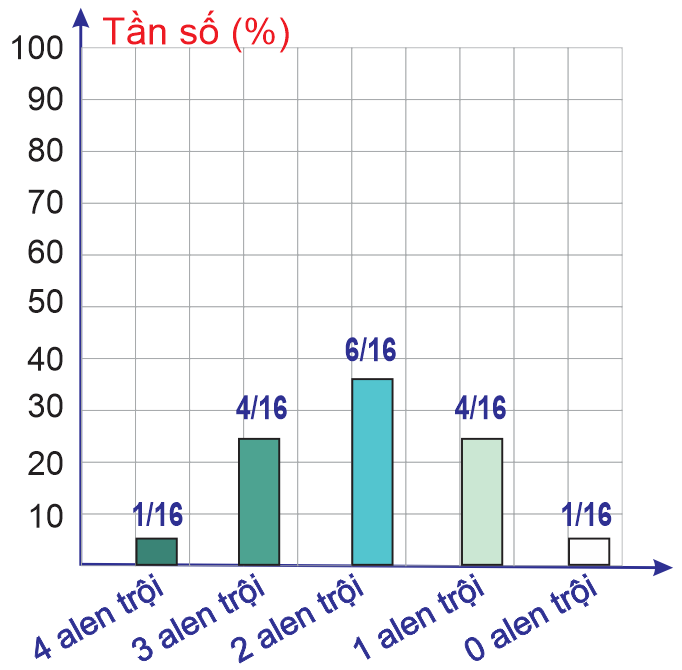 Tần số (%)
100
90
80
70
60
50
40
30
20
10
6/16
4/16
4/16
1/16
1/16
4 alen trội
3 alen trội
2 alen trội
1 alen trội
0 alen trội